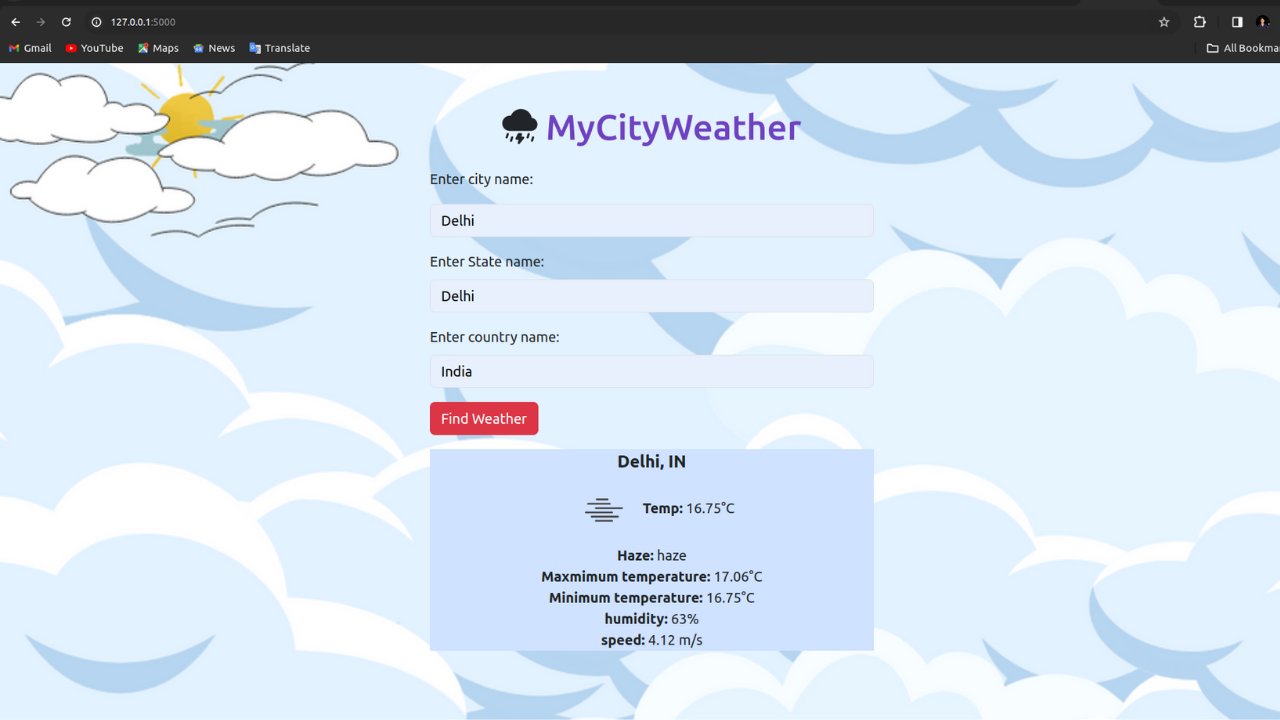 127.0.0.1:5000
Gmail YouTube Maps News Translate All Bookma
MyCityWeather
Enter city name:
Delhi
Enter State name:
Delhi
Enter country name:
India
Find Weather
Delhi, IN
Temp: 16.75°C
Haze: haze
Maxmimum temperature: 17.06°C
Minimum temperature: 16.75°C
humidity: 63%
speed: 4.12 m/s